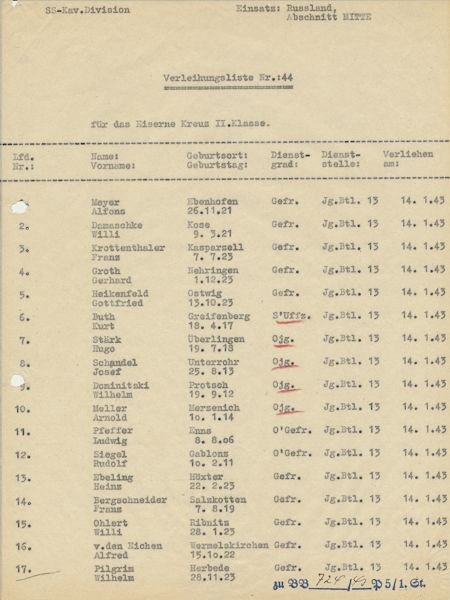 SS-Kav.Division Einsatz: Russland,
Abschnitt MITTE
Verleihungsliste Nr.:44
für das Eiserne Kreuz II.Klasse.
Lfd. Name: Geburtsort: Dienst- Dienst- Verliehen
Nr.: Vorname: Geburtstag: grad: stelle: am:
Meyer Ebenhofen Gefr. Jg.Btl. 13 14. 1.43
Alfons 26.11.21
2. Damaschke Kose Gefr. Jg.Btl. 13 14. 1.43
Willi 9. 3.21
3. Krottenthaler Kasparzell Gefr. Jg.Btl. 13 14. 1.43
Franz 7. 7.23
4. Groth Nehringen Gefr. Jg.Btl. 13 14. 1.43
Gerhard 1.12.23
5. Heikenfeld Ostwig Gefr. Jg.Btl. 13 14. 1.43
Gottfried 13.10.23
6. Buth Greifenberg S'Uffz. Jg.Btl. 13 14. 1.43
Kurt 18. 4.17
7. Stärk Überlingen Ojg. Jg.Btl. 13 14. 1.43
Hugo 19. 7.18
8. Schandel Unterrohr Ojg. Jg.Btl. 13 14. 1.43
Josef 25. 8.13
9. Dominitzki Protsch Ojg. Jg.Btl. 13 14. 1.43
Wilhelm 19. 9.12
10. Meller Merzenich Ojg. Jg.Btl. 13 14. 1.43
Arnold 1o. 1.14
11. Pfeffer Enns O'Gefr. Jg.Btl. 13 14. 1.43
Ludwig 8. 8.06
12. Siegel Gablonz O'Gefr. Jg.Btl. 13 14. 1.43
Rudolf 1o. 2.11
13. Ebeling Höxter Gefr. Jg.Btl. 13 14. 1.43
Heinz 22. 2.23
14. Bergschneider Salzkotten Gefr. Jg.Btl. 13 14. 1.43
Franz 7. 8.19
15. Ohlert Ribnitz Gefr. Jg.Btl. 13 14. 1.43
Willi 28. 1.23
16. v.den Eichen Wermelskirchen Gefr. Jg.Btl. 13 14. 1.43
Alfred 15.10.22
17. Pilgrim Herbede Gefr. Jg.Btl. 13 14. 1.43
Wilhelm 28.11.23
zu BB 724/43 P5/1. St.